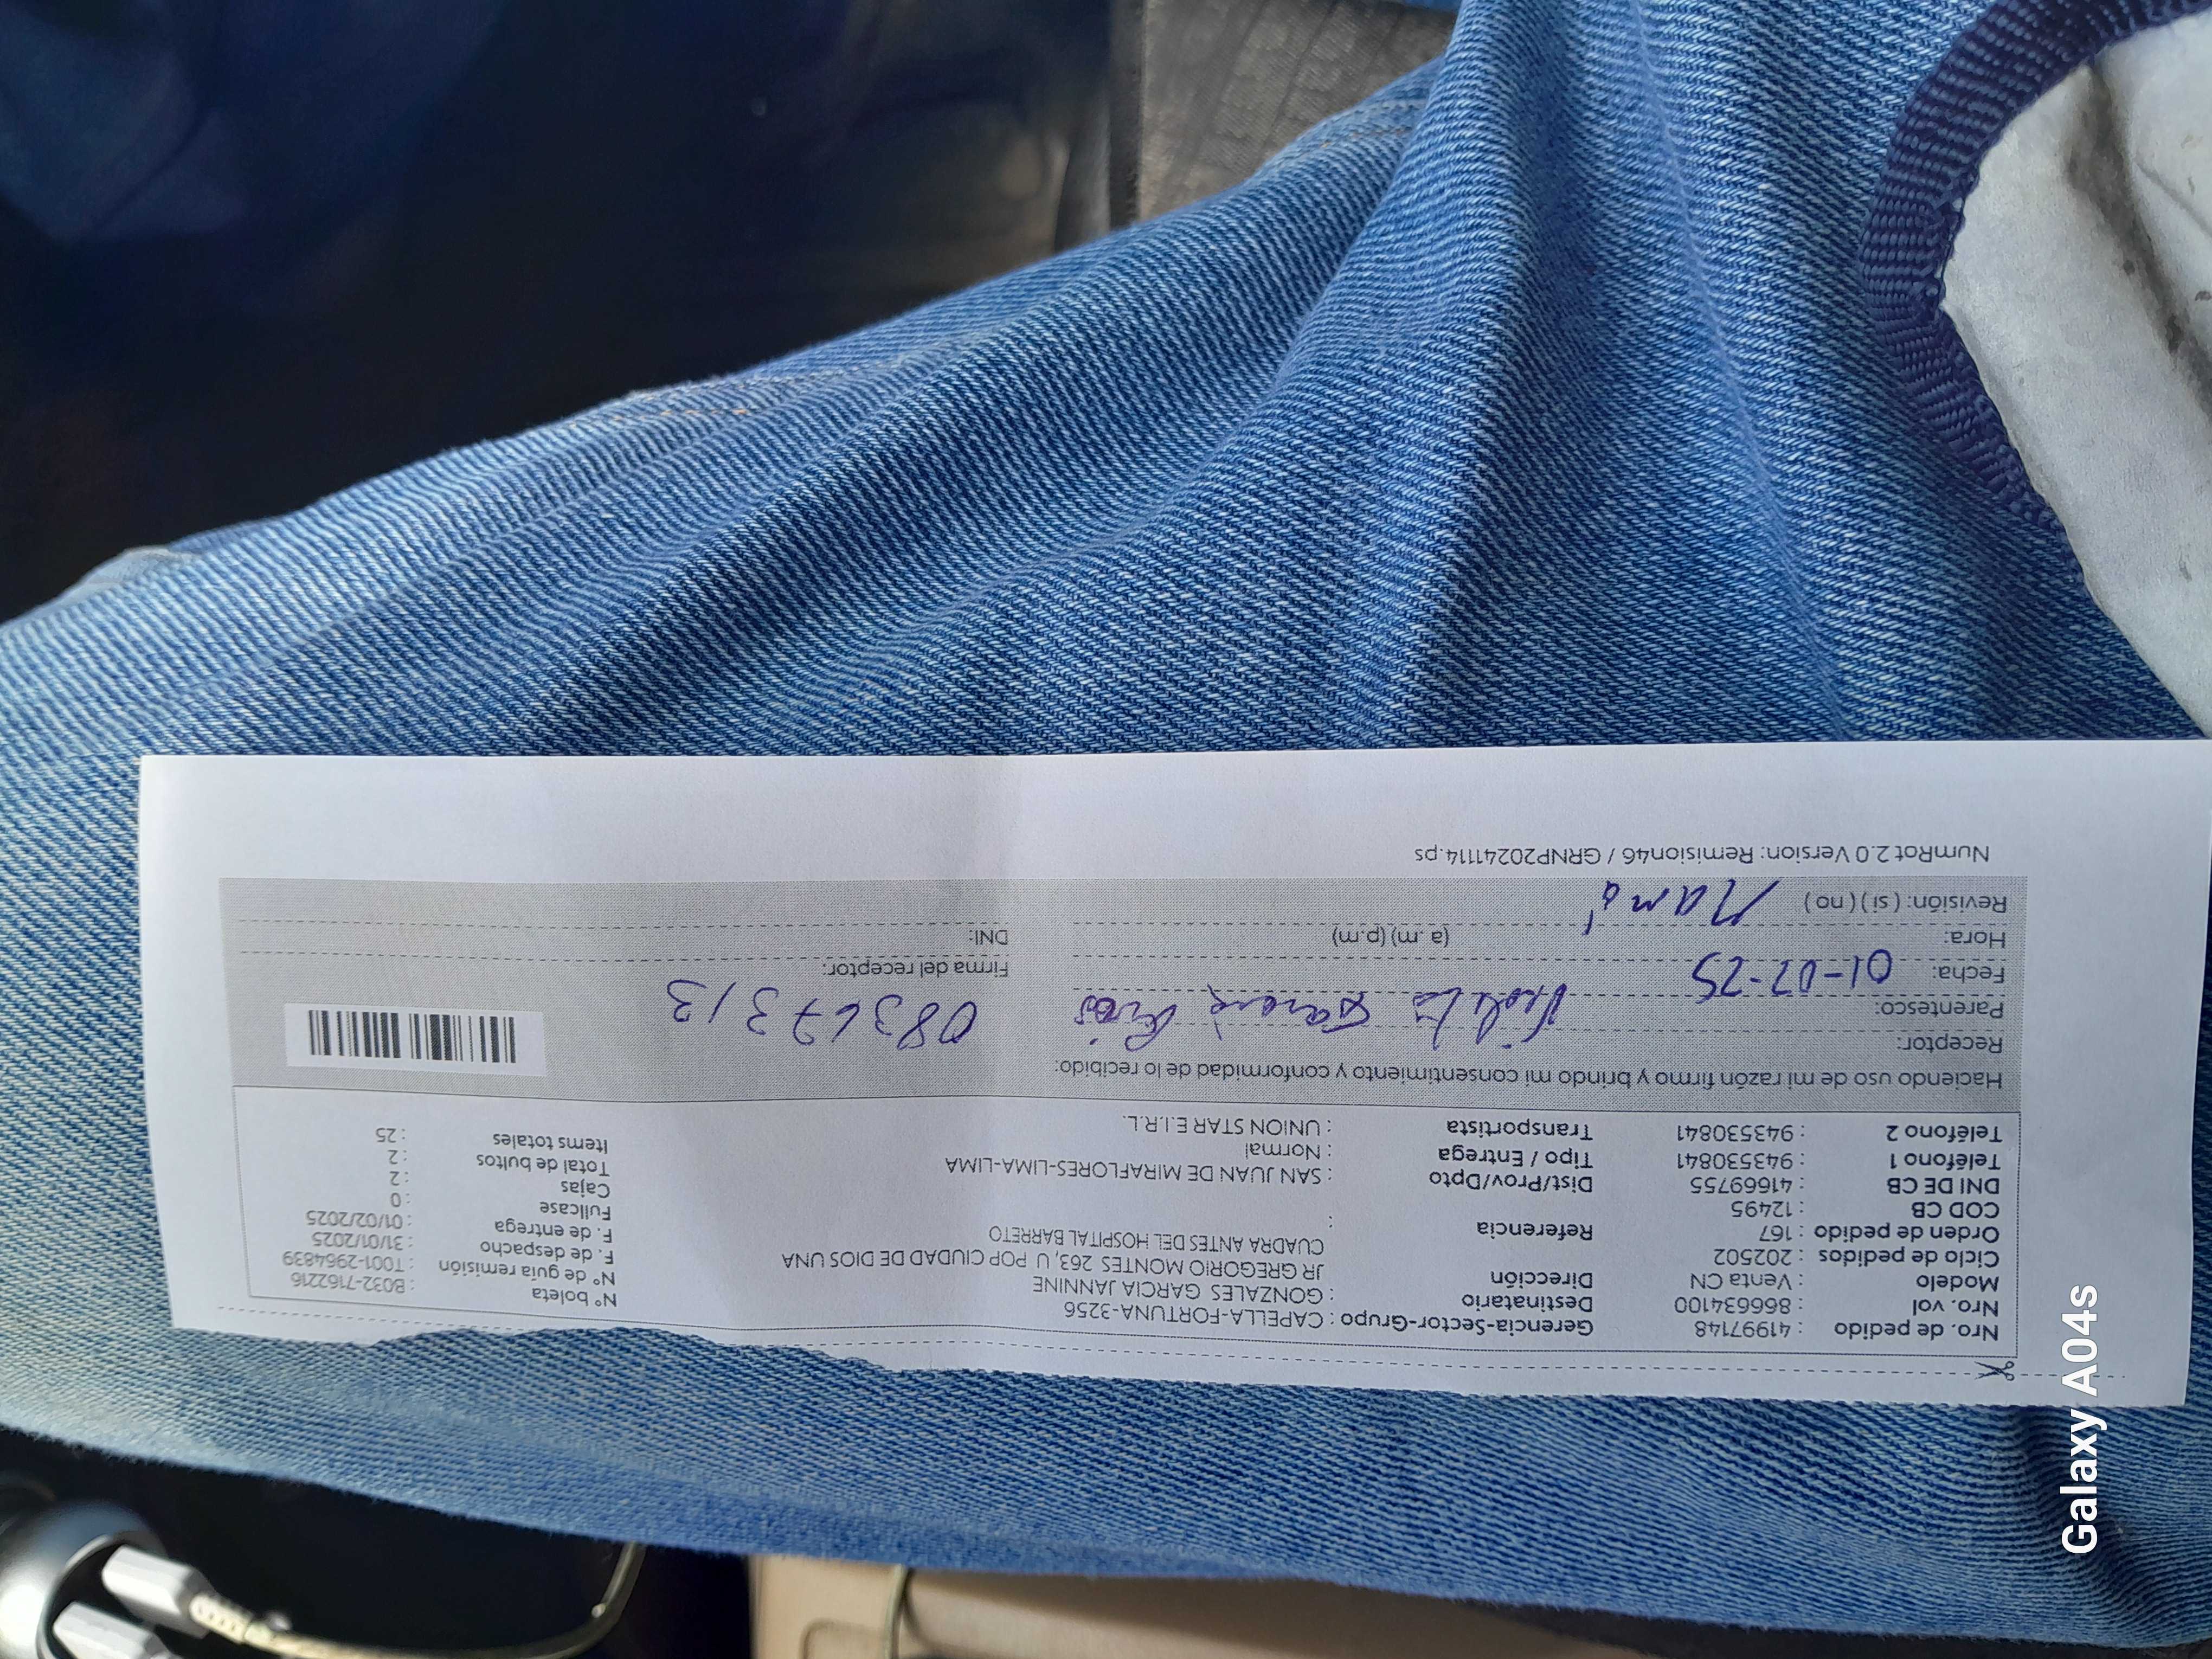 Nro. de pedido : 41997148 Gerencia-Sector-Grupo : CAPELLA-FORTUNA-3256 N° boleta : B032-7162216
Nro. vol : 866634100 Destinatario : GONZALES GARCIA JANNINE N° de guía remisión : T001-2964839
Modelo : Venta CN Dirección JR GREGORIO MONTES 263, U. POP CIUDAD DE DIOS UNA F. de despacho : 31/01/2025
Ciclo de pedidos : 202502 CUADRA ANTES DEL HOSPITAL BARRETO F. de entrega : 01/02/2025
Orden de pedido : 167 Referencia : Fullcase : 0
COD CB : 12495 Cajas : 2
DNI DE CB : 41669755 Dist/Prov/Dpto : SAN JUAN DE MIRAFLORES-LIMA-LIMA Total de bultos : 2
Teléfono 1 : 943530841 Tipo / Entrega : Normal Items totales : 25
Teléfono 2 : 943530841 Transportista : UNION STAR E.I.R.L.
Haciendo uso de mi razón firmo y brindo mi consentimiento y conformidad de lo recibido:
Receptor:
Parentesco:
Fecha: 01-02-25 Firma del receptor:
Hora: (a. m) (p.m) DNI:
Revisión: ( si ) ( no ) Mamá
NumRot 2.0 Version: Remision46 / GRNP20241114.ps
Galaxy A04s